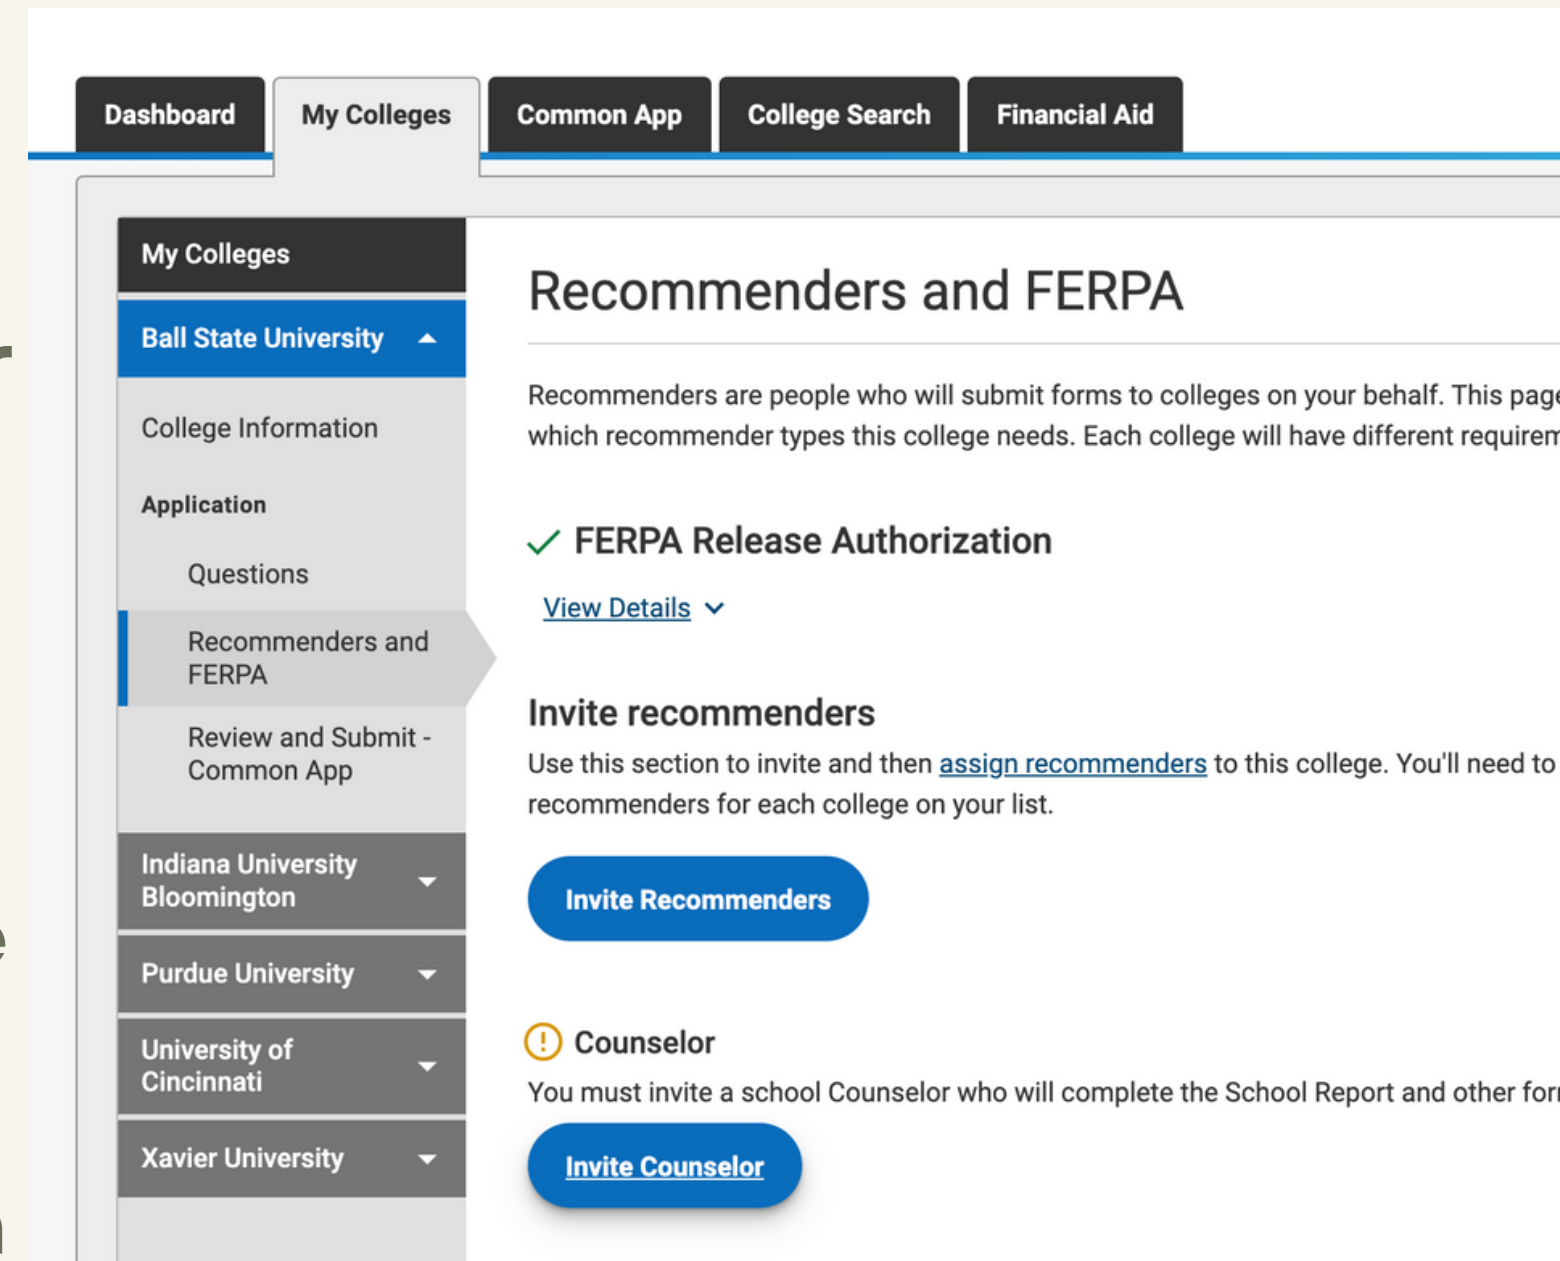 Dashboard
My Colleges
Common App
College Search
Financial Aid
My Colleges
Ball State University
College Information
Application
Questions
Recommenders and
FERPA
Review and Submit -
Common App
Indiana University
Bloomington
Purdue University
University of
Cincinnati
Xavier University
Recommenders and FERPA
Recommenders are people who will submit forms to colleges on your behalf. This page
which recommender types this college needs. Each college will have different
FERPA Release Authorization
View Details
Invite recommenders
Use this section to invite and then assign recommenders to this college. You'll need to
recommenders for each college on your list.
Invite Recommenders
Counselor
You must invite a school Counselor who will complete the School Report and other
Invite Counselor